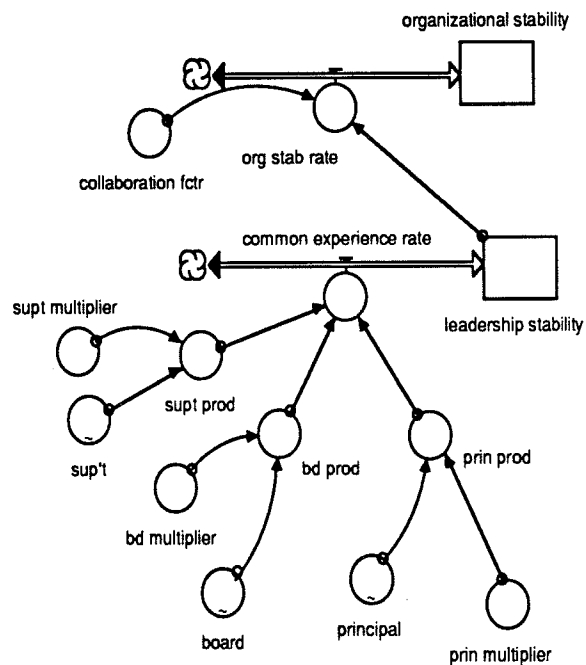 organizational stability
org stab rate
collaboration fctr
common experience rate
supt multiplier
leadership stability
supt prod
sup't
bd prod
prin prod
bd multiplier
board
principal
prin multiplier